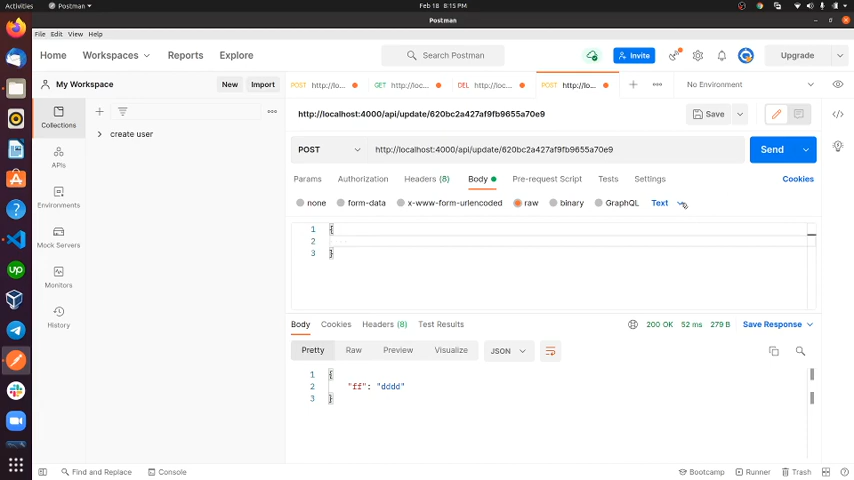 Activities Postman Feb 18 8:15 PM
Postman
File Edit View Help
Home Workspaces Reports Explore Search Postman Invite Upgrade
My Workspace New Import
POST http://lo... GET http://loc... DEL http://loc... POST http://loc... No Environment
Collections
APIs
Environments
Mock Servers
Monitors
History
create user
http://localhost:4000/api/update/620bc2a427af9fb9655a70e9 Save
POST http://localhost:4000/api/update/620bc2a427af9fb9655a70e9 Send
Params Authorization Headers (8) Body Pre-request Script Tests Settings Cookies
none form-data x-www-form-urlencoded raw binary GraphQL Text
1 {
2
3 }
Body Cookies Headers (8) Test Results 200 OK 52 ms 279 B Save Response
Pretty Raw Preview Visualize JSON
1 {
2 "ff": "dddd"
3 }
Find and Replace Console Bootcamp Runner Trash